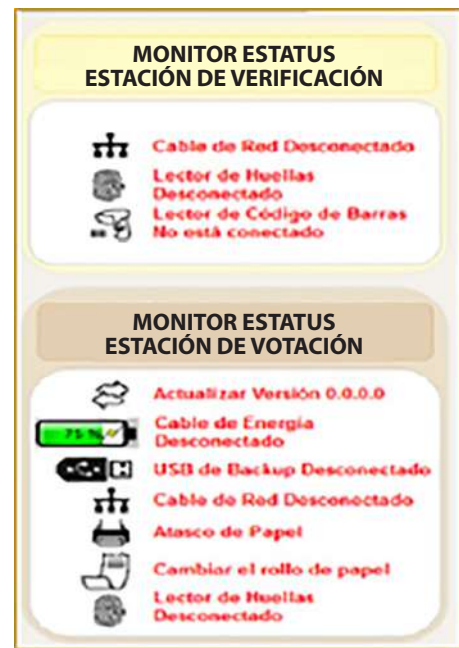 MONITOR ESTATUS
ESTACIÓN DE VERIFICACIÓN
Cable de Red Desconectado
Lector de Huellas
Desconectado
Lector de Código de Barras
No está conectado
MONITOR ESTATUS
ESTACIÓN DE VOTACIÓN
Actualizar Versión 0.0.0.0
Cable de Energía
Desconectado
75 %
USB de Backup Desconectado
Cable de Red Desconectado
Atasco de Papel
Cambiar el rollo de papel
Lector de Huellas
Desconectado